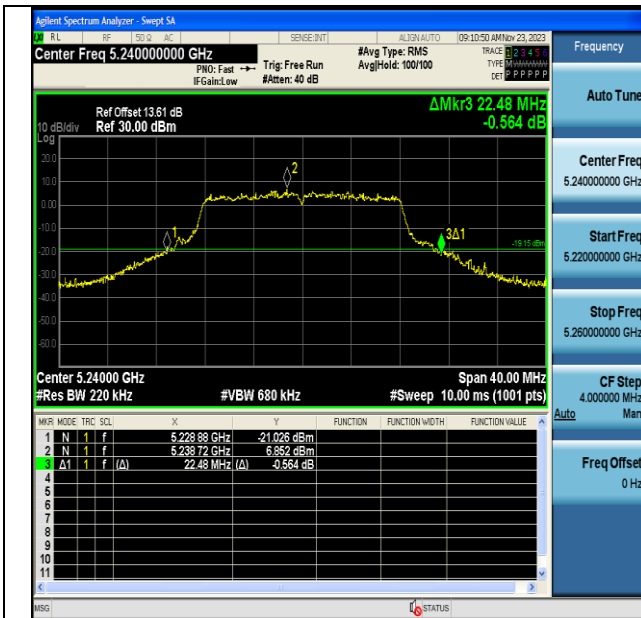 Agilent Spectrum Analyzer - Swept SA
RL RF 50 Ω AC SENSE:INT ALIGN AUTO 09:10:50 AM Nov 23, 2023
Center Freq 5.240000000 GHz
PNO: Fast
IFGain:Low
Trig: Free Run
#Atten: 40 dB
#Avg Type: RMS
Avg|Hold: 100/100
TRACE 1 2 3 4 5 6
TYPE M W W W W W
DET P P P P P P
Frequency
Auto Tune
Center Freq
5.240000000 GHz
Start Freq
5.220000000 GHz
Stop Freq
5.260000000 GHz
CF Step
4.000000 MHz
Auto Man
Freq Offset
0 Hz
Ref Offset 13.61 dB
10 dB/div Ref 30.00 dBm
Log
ΔMkr3 22.48 MHz
-0.564 dB
20.0
10.0
0.00
-10.0
-20.0
-30.0
-40.0
-50.0
-60.0
1
2
3Δ1
-19.15 dBm
Center 5.24000 GHz Span 40.00 MHz
#Res BW 220 kHz #VBW 680 kHz #Sweep 10.00 ms (1001 pts)
MKR MODE TRC SCL X Y FUNCTION FUNCTION WIDTH FUNCTION VALUE
1 N 1 f 5.228 88 GHz -21.026 dBm
2 N 1 f 5.238 72 GHz 6.852 dBm
3 Δ1 1 f (Δ) 22.48 MHz (Δ) -0.564 dB
4
5
6
7
8
9
10
11
MSG STATUS